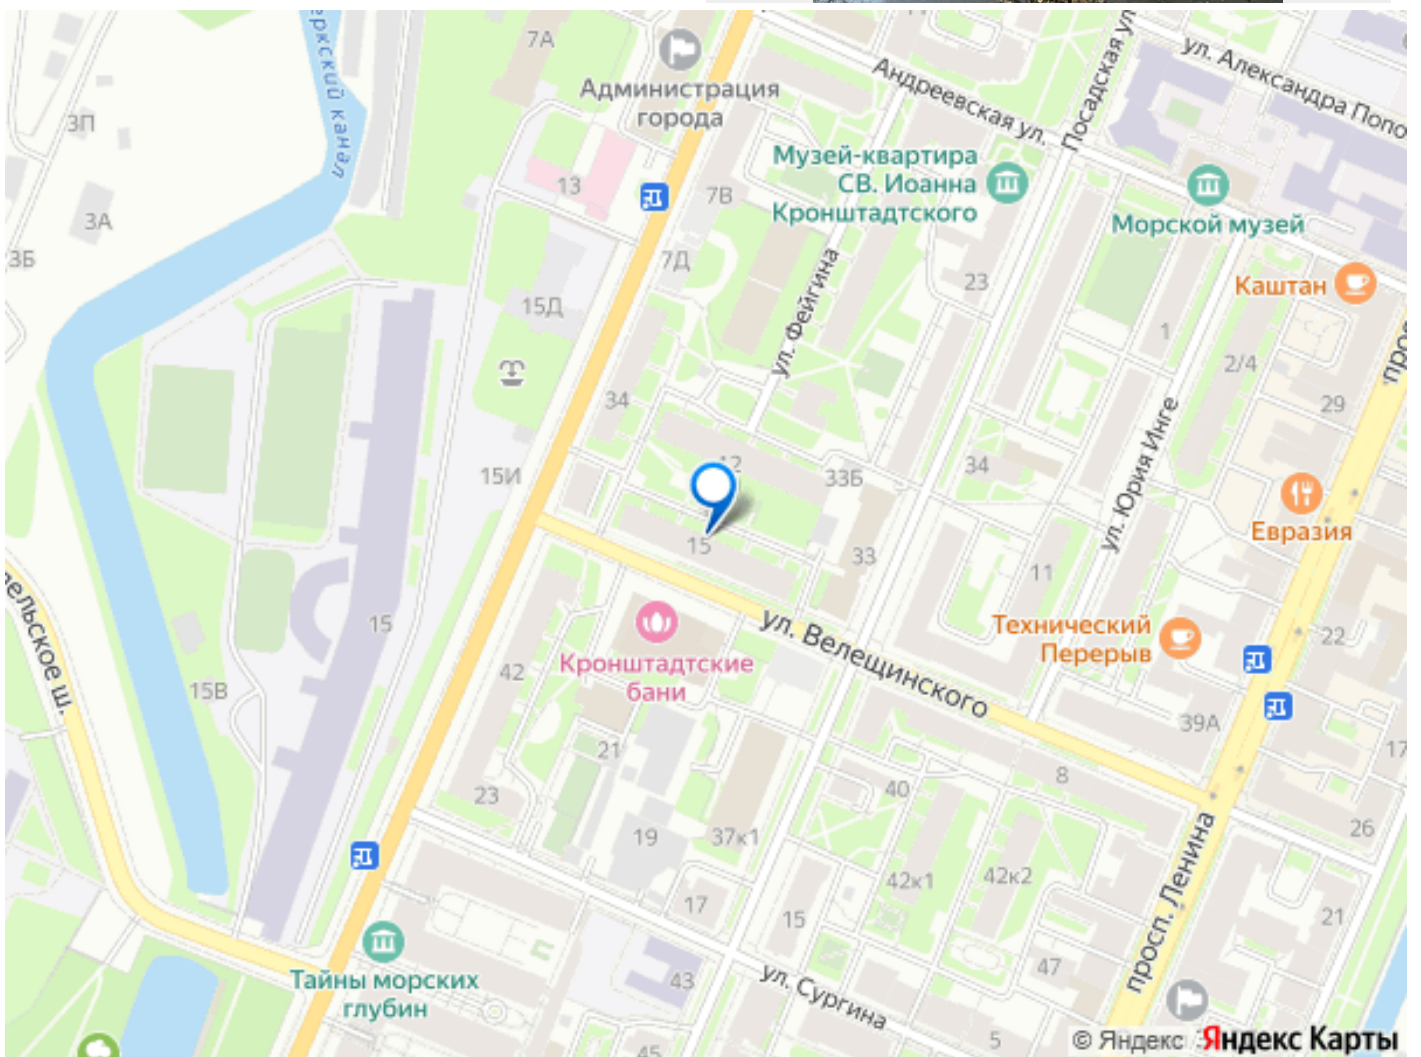 7А
Администрация
города
Андреевская ул.
Посадская ул
ул. Александра Попо
3П
Музей-квартира
СВ. Иоанна
Кронштадтского
13
7В
3А
3Б
Морской музей
7Д
Каштан
23
15Д
ул. Фейгина
1
2/4
34
29
12
33Б
34
ул. Юрия Инге
15И
Евразия
15
33
11
Технический
Перерыв
ул. Велещинского
22
15
Кронштадтские
бани
42
15В
39А
17
21
8
40
23
19
37к1
26
просп. Ленина
42к1
42к2
17
15
21
Тайны морских
глубин
43
ул. Сургина
47
5
45
© Яндекс Яндекс Карты